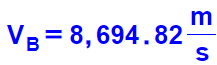 V_B = 8,694.82 m/s